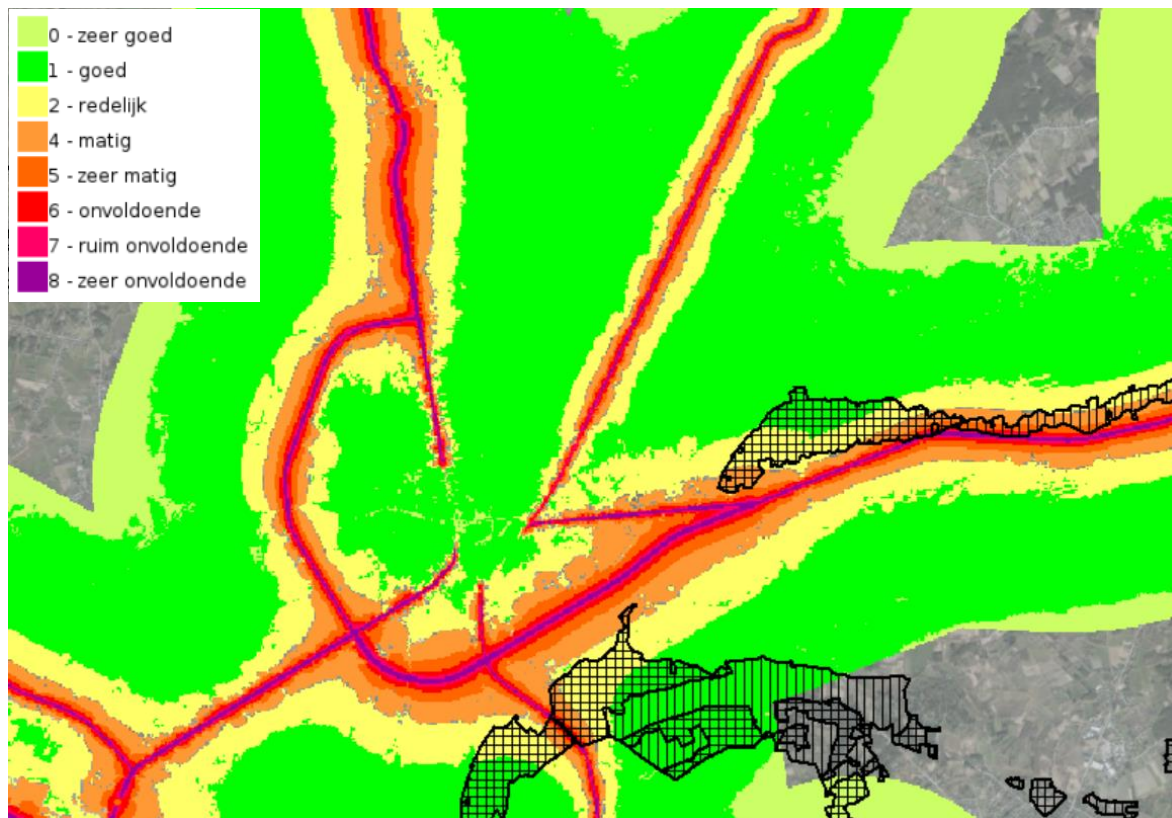 0 - zeer goed
1 - goed
2 - redelijk
4 - matig
5 - zeer matig
6 - onvoldoende
7 - ruim onvoldoende
8 - zeer onvoldoende